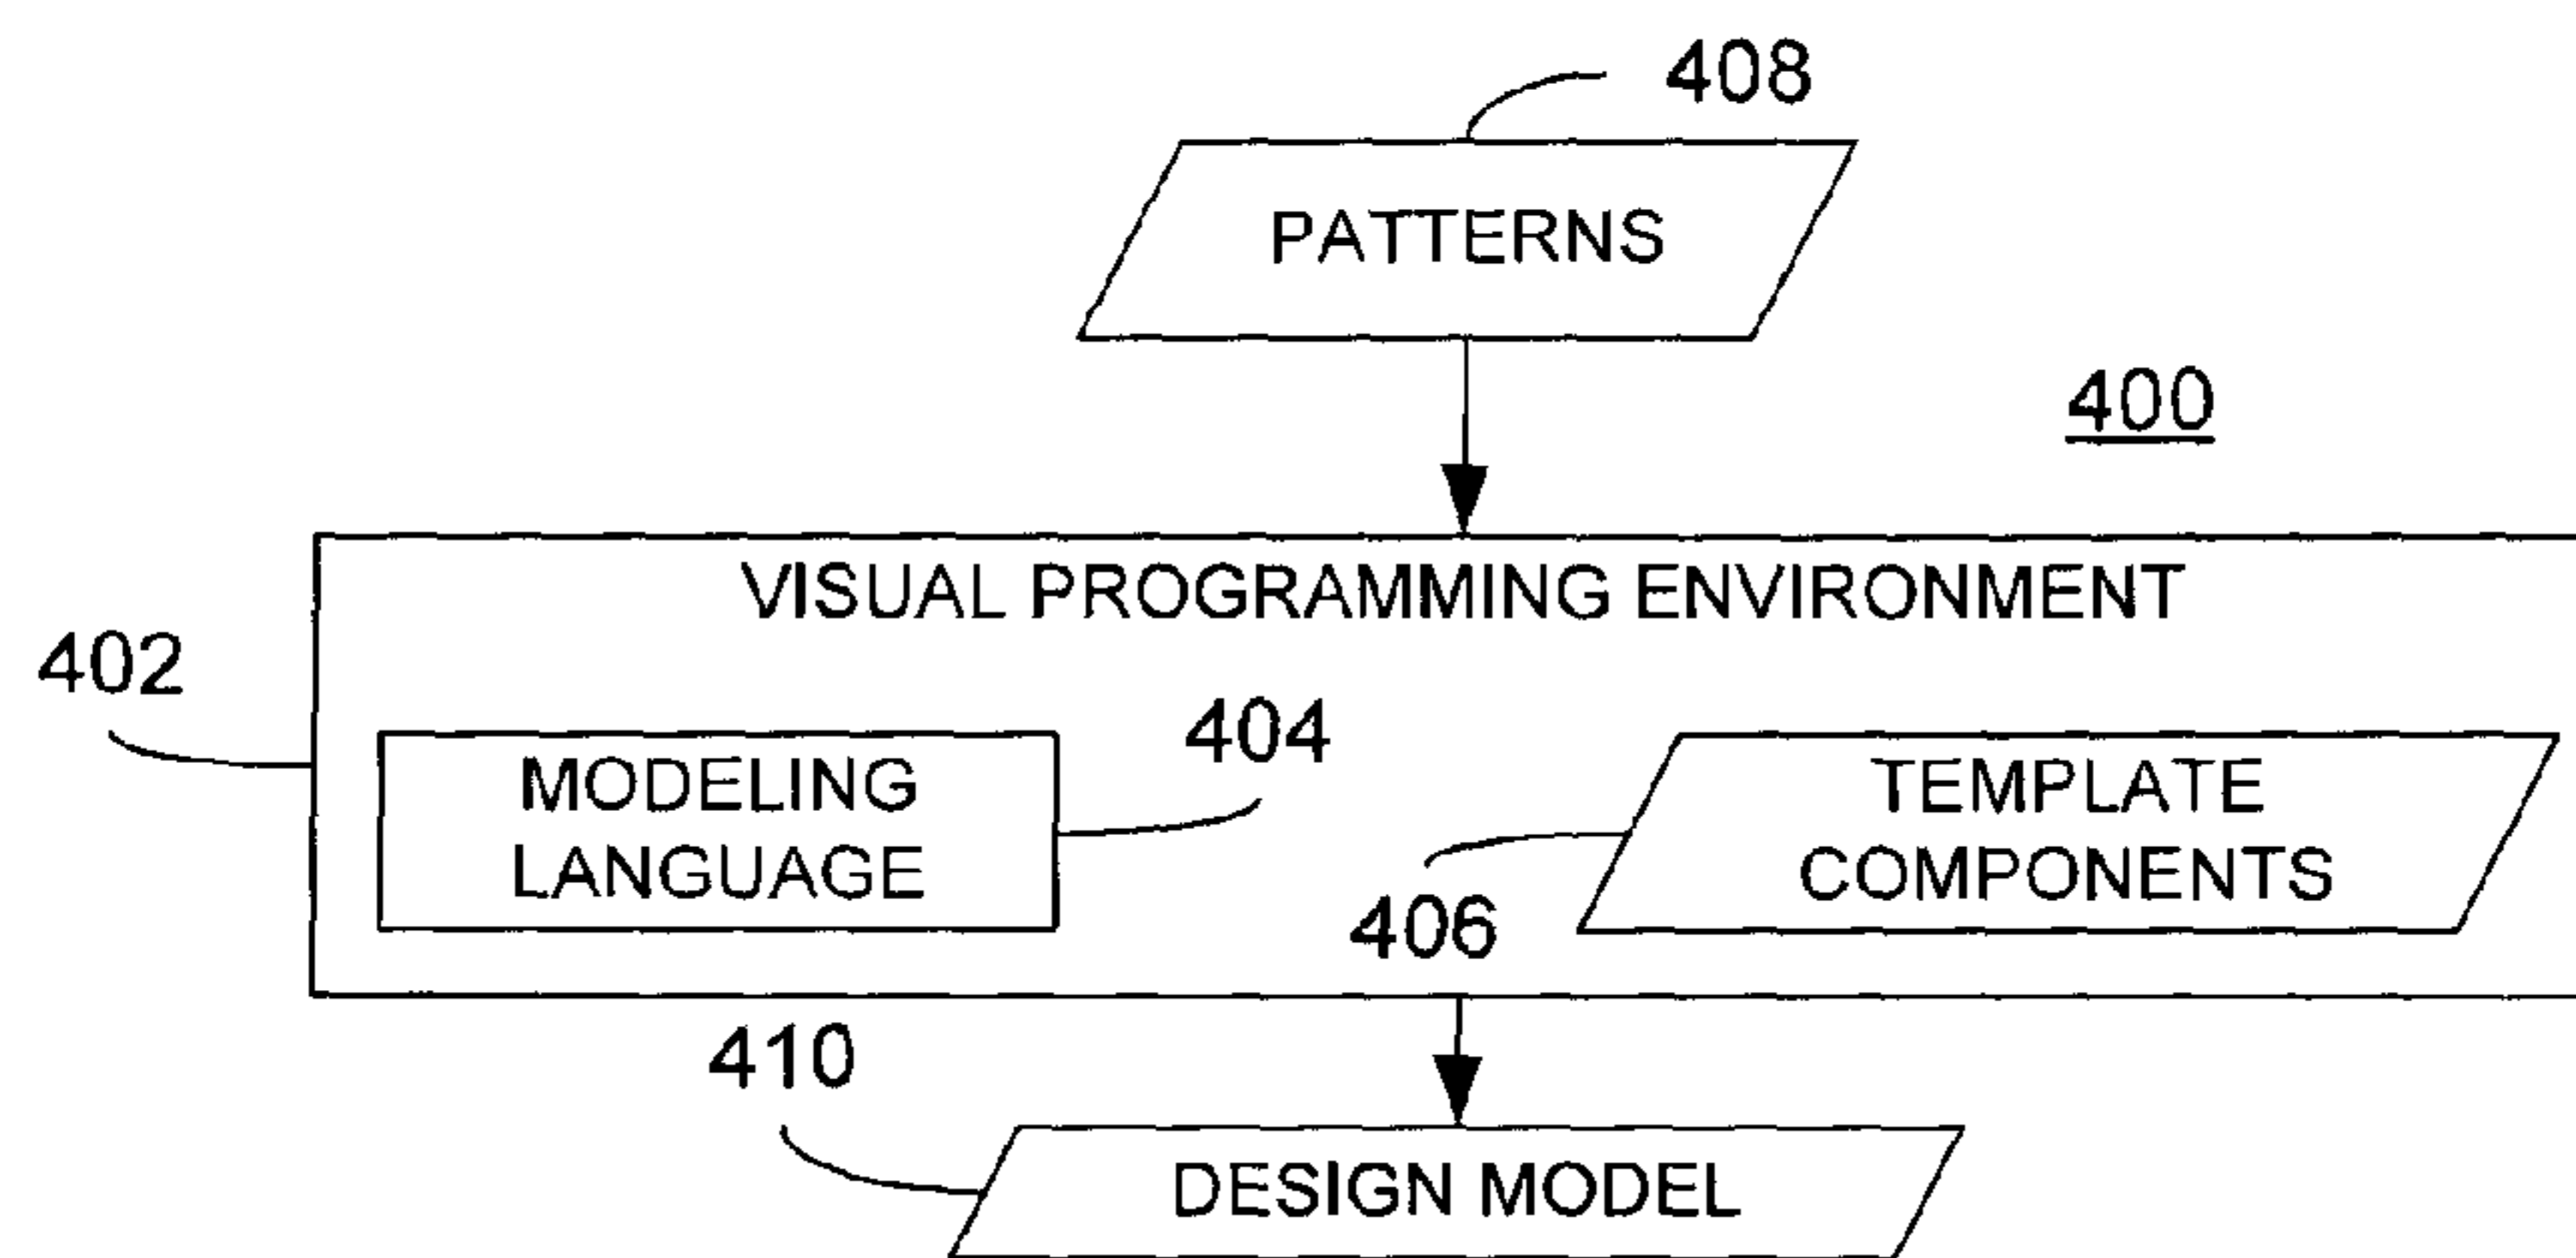 408
PATTERNS
400
VISUAL PROGRAMMING ENVIRONMENT
402
404
MODELING
LANGUAGE
TEMPLATE
COMPONENTS
406
410
DESIGN MODEL